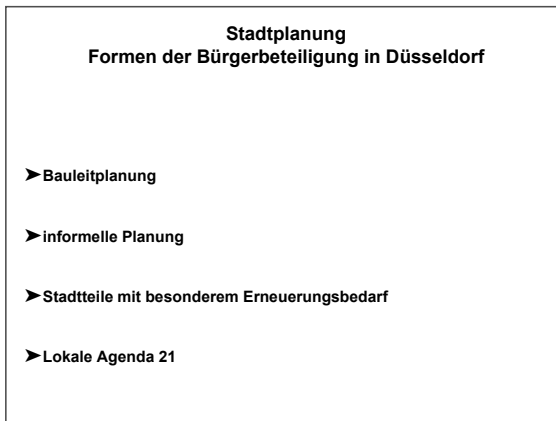 Stadtplanung
Formen der Bürgerbeteiligung in Düsseldorf
➤Bauleitplanung
➤informelle Planung
➤Stadtteile mit besonderem Erneuerungsbedarf
➤Lokale Agenda 21